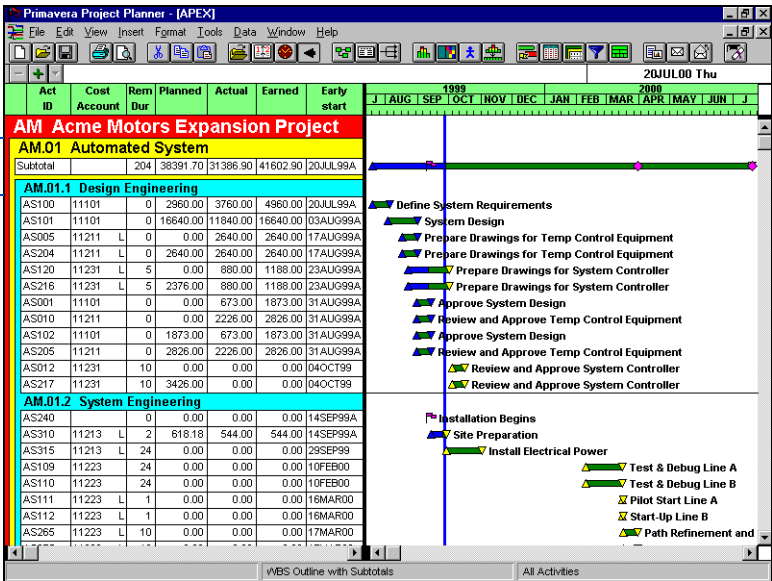 Primavera Project Planner - [APEX]
File Edit View Insert Format Tools Data Window Help
20JUL00 Thu
Act ID Cost Account Rem Dur Planned Actual Earned Early start
1999 2000
J AUG SEP OCT NOV DEC JAN FEB MAR APR MAY JUN J
AM Acme Motors Expansion Project
AM.01 Automated System
Subtotal 204 38391.70 31386.90 41602.90 20JUL99A
AM.01.1 Design Engineering
AS100 11101 0 2960.00 3760.00 4960.00 20JUL99A Define System Requirements
AS101 11101 0 16640.00 11840.00 16640.00 03AUG99A System Design
AS005 11211 L 0 0.00 2640.00 2640.00 17AUG99A Prepare Drawings for Temp Control Equipment
AS204 11211 L 0 2640.00 2640.00 2640.00 17AUG99A Prepare Drawings for Temp Control Equipment
AS120 11231 L 5 0.00 880.00 1188.00 23AUG99A Prepare Drawings for System Controller
AS216 11231 L 5 2376.00 880.00 1188.00 23AUG99A Prepare Drawings for System Controller
AS001 11101 0 0.00 673.00 1873.00 31AUG99A Approve System Design
AS010 11211 0 0.00 2226.00 2826.00 31AUG99A Review and Approve Temp Control Equipment
AS102 11101 0 1873.00 673.00 1873.00 31AUG99A Approve System Design
AS205 11211 0 2826.00 2226.00 2826.00 31AUG99A Review and Approve Temp Control Equipment
AS012 11231 10 0.00 0.00 0.00 04OCT99 Review and Approve System Controller
AS217 11231 10 3426.00 0.00 0.00 04OCT99 Review and Approve System Controller
AM.01.2 System Engineering
AS240 0 0.00 0.00 0.00 14SEP99A Installation Begins
AS310 11213 L 2 618.18 544.00 544.00 14SEP99A Site Preparation
AS315 11213 L 24 0.00 0.00 0.00 29SEP99 Install Electrical Power
AS109 11223 24 0.00 0.00 0.00 10FEB00 Test & Debug Line A
AS110 11223 24 0.00 0.00 0.00 10FEB00 Test & Debug Line B
AS111 11223 L 1 0.00 0.00 0.00 16MAR00 Pilot Start Line A
AS112 11223 L 1 0.00 0.00 0.00 16MAR00 Start-Up Line B
AS265 11223 L 10 0.00 0.00 0.00 17MAR00 Path Refinement and
WBS Outline with Subtotals All Activities